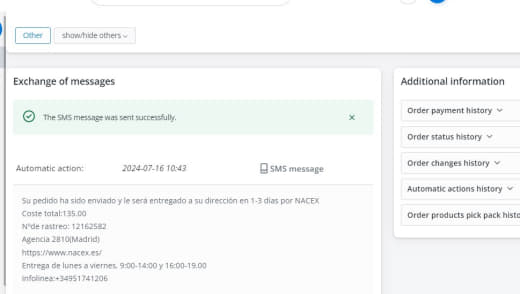 Other
show/hide others
Exchange of messages
Additional information
The SMS message was sent successfully.
Order payment history
Order status history
Order changes history
Automatic action:
2024-07-16 10:43
SMS message
Automatic actions history
Su pedido ha sido enviado y le será entregado a su dirección en 1-3 días por NACEX
Order products pick pack histo
Coste total:135.00
Nºde rastreo: 12162582
Agencia 2810(Madrid)
https://www.nacex.es/
Entrega de lunes a viernes, 9:00-14:00 y 16:00-19.00
infolinea:+34951741206